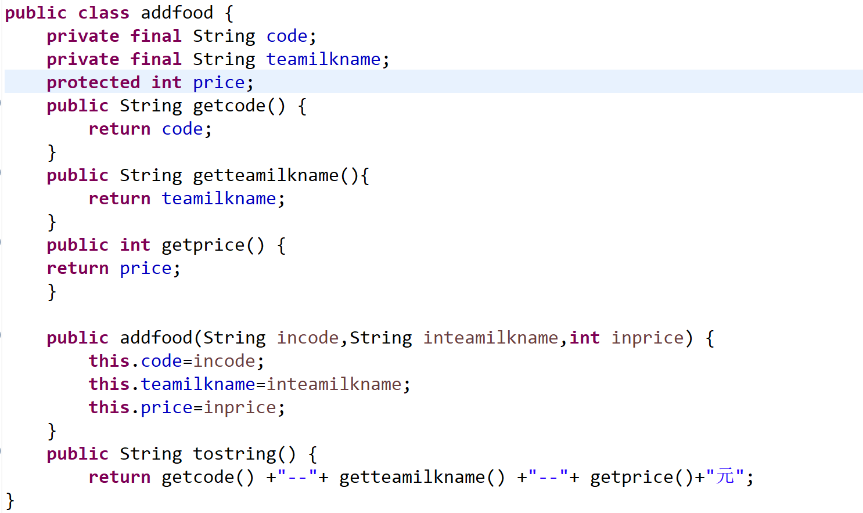 public class addfood {
    private final String code;
    private final String teamilkname;
    protected int price;
    public String getcode() {
        return code;
    }
    public String getteamilkname(){
        return teamilkname;
    }
    public int getprice() {
    return price;
    }

    public addfood(String incode,String inteamilkname,int inprice) {
        this.code=incode;
        this.teamilkname=inteamilkname;
        this.price=inprice;
    }
    public String tostring() {
        return getcode() +"--"+ getteamilkname() +"--"+ getprice()+"元";
}